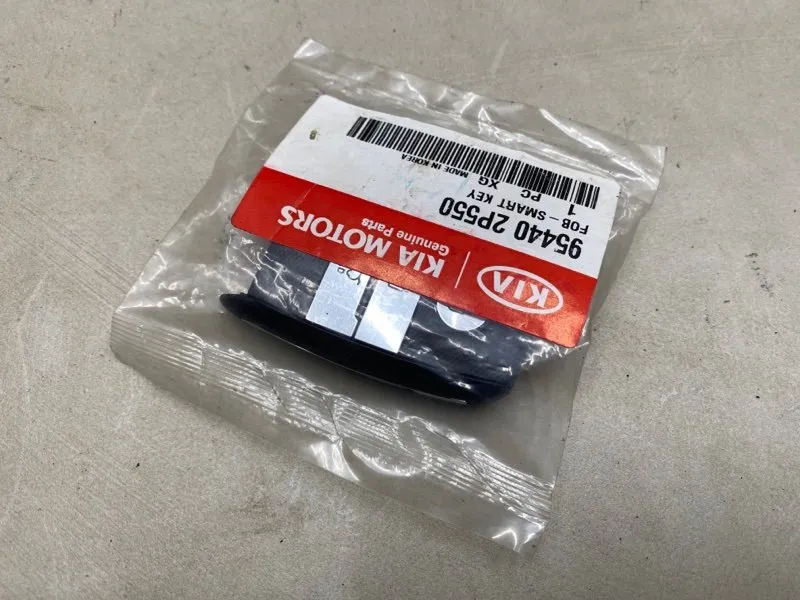 KIA
KIA MOTORS
Genuine Parts
95440 2P550
FOB-SMART KEY
1 PC XG
MADE IN KOREA